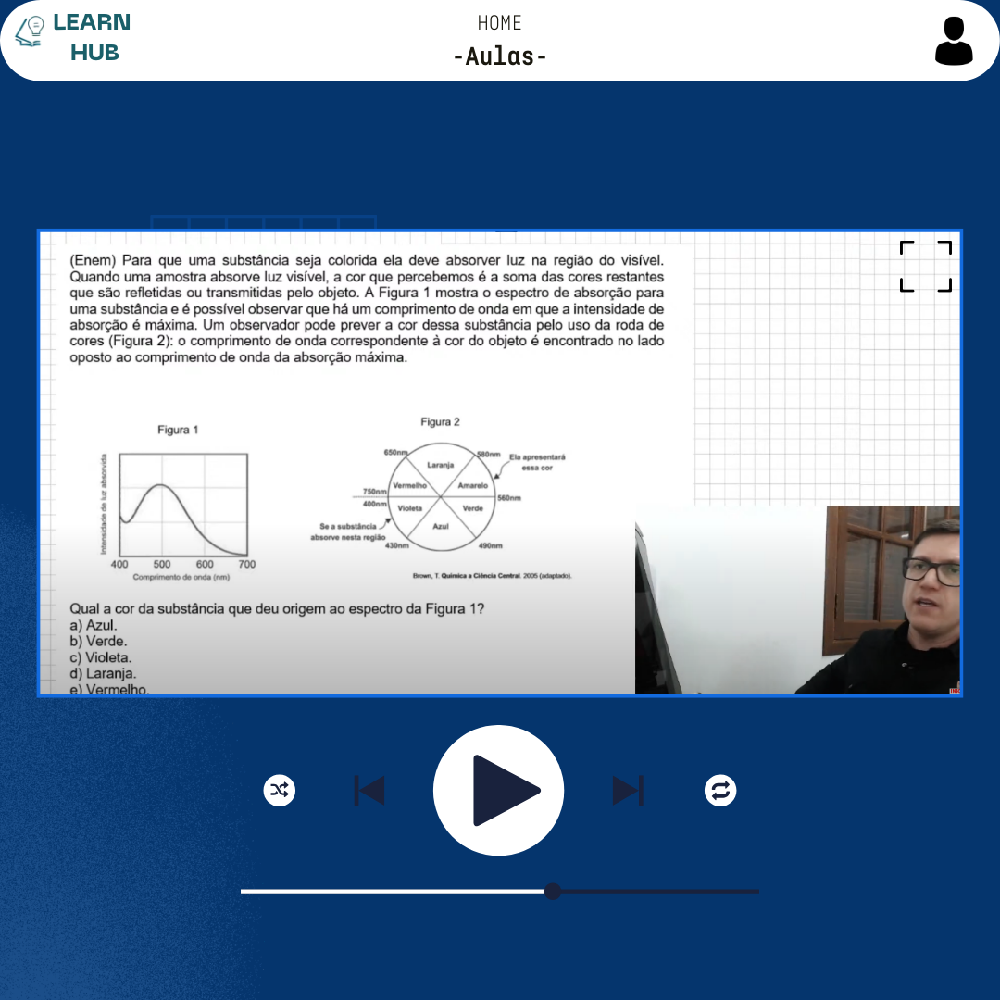 LEARN
HUB
HOME
-Aulas-
(Enem) Para que uma substância seja colorida ela deve absorver luz na região do visível.
Quando uma amostra absorve luz visível, a cor que percebemos é a soma das cores restantes
que são refletidas ou transmitidas pelo objeto. A Figura 1 mostra o espectro de absorção para
uma substância e é possível observar que há um comprimento de onda em que a intensidade de
absorção é máxima. Um observador pode prever a cor dessa substância pelo uso da roda de
cores (Figura 2): o comprimento de onda correspondente à cor do objeto é encontrado no lado
oposto ao comprimento de onda da absorção máxima.
Figura 1
Intensidade de luz absorvida
400 500 600 700
Comprimento de onda (nm)
Figura 2
650nm
580nm
Laranja
Ela apresentará
essa cor
Vermelho
Amarelo
750nm
560nm
400nm
Violeta
Verde
Azul
Se a substância
absorve nesta região
430nm
490nm
Brown, T. Química a Ciência Central. 2005 (adaptado).
Qual a cor da substância que deu origem ao espectro da Figura 1?
a) Azul.
b) Verde.
c) Violeta.
d) Laranja.
e) Vermelho.